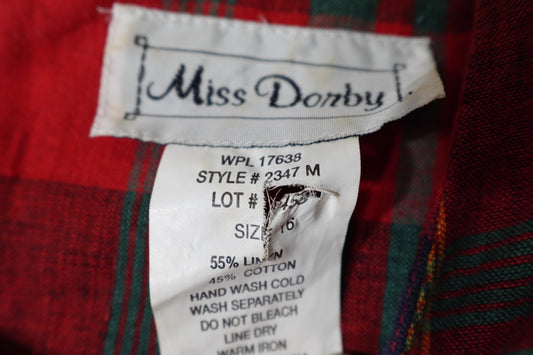 Miss Dorby
WPL 17638
STYLE # 2347 M
LOT #
SIZE 16
55% LINEN
45% COTTON
HAND WASH COLD
WASH SEPARATELY
DO NOT BLEACH
LINE DRY
WARM IRON